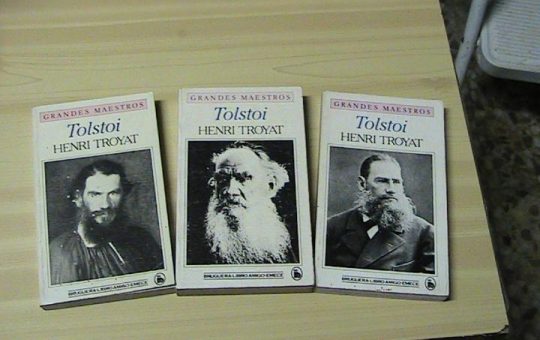 GRANDES MAESTROS
Tolstoi
HENRI TROYAT
BRUGUERA-LIBRO AMIGO-EMECE
GRANDES MAESTROS
Tolstoi
HENRI TROYAT
BRUGUERA-LIBRO AMIGO-EMECE
GRANDES MAESTROS
Tolstoi
HENRI TROYAT
BRUGUERA-LIBRO AMIGO-EMECE